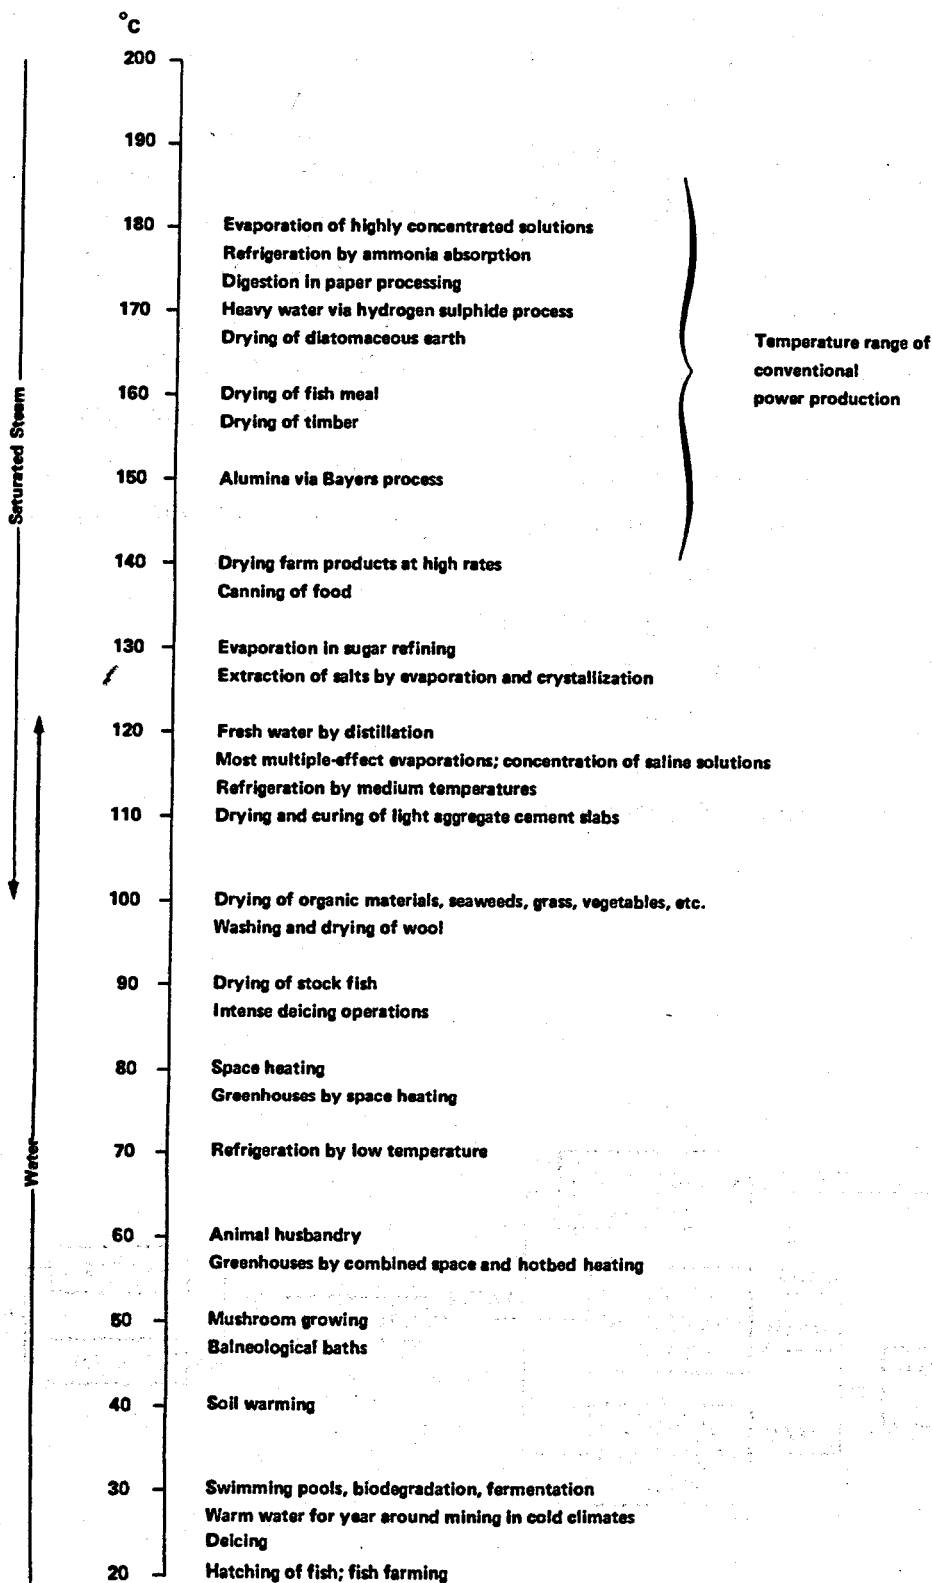 °C
200
190
180 Evaporation of highly concentrated solutions
Refrigeration by ammonia absorption
Digestion in paper processing
170 Heavy water via hydrogen sulphide process
Drying of diatomaceous earth
Temperature range of
conventional
power production
160 Drying of fish meal
Drying of timber
150 Alumina via Bayers process
140 Drying farm products at high rates
Canning of food
130 Evaporation in sugar refining
Extraction of salts by evaporation and crystallization
120 Fresh water by distillation
Most multiple-effect evaporations; concentration of saline solutions
Refrigeration by medium temperatures
110 Drying and curing of light aggregate cement slabs
100 Drying of organic materials, seaweeds, grass, vegetables, etc.
Washing and drying of wool
90 Drying of stock fish
Intense deicing operations
80 Space heating
Greenhouses by space heating
70 Refrigeration by low temperature
60 Animal husbandry
Greenhouses by combined space and hotbed heating
50 Mushroom growing
Balneological baths
40 Soil warming
30 Swimming pools, biodegradation, fermentation
Warm water for year around mining in cold climates
Deicing
20 Hatching of fish; fish farming
Saturated Steam
Water